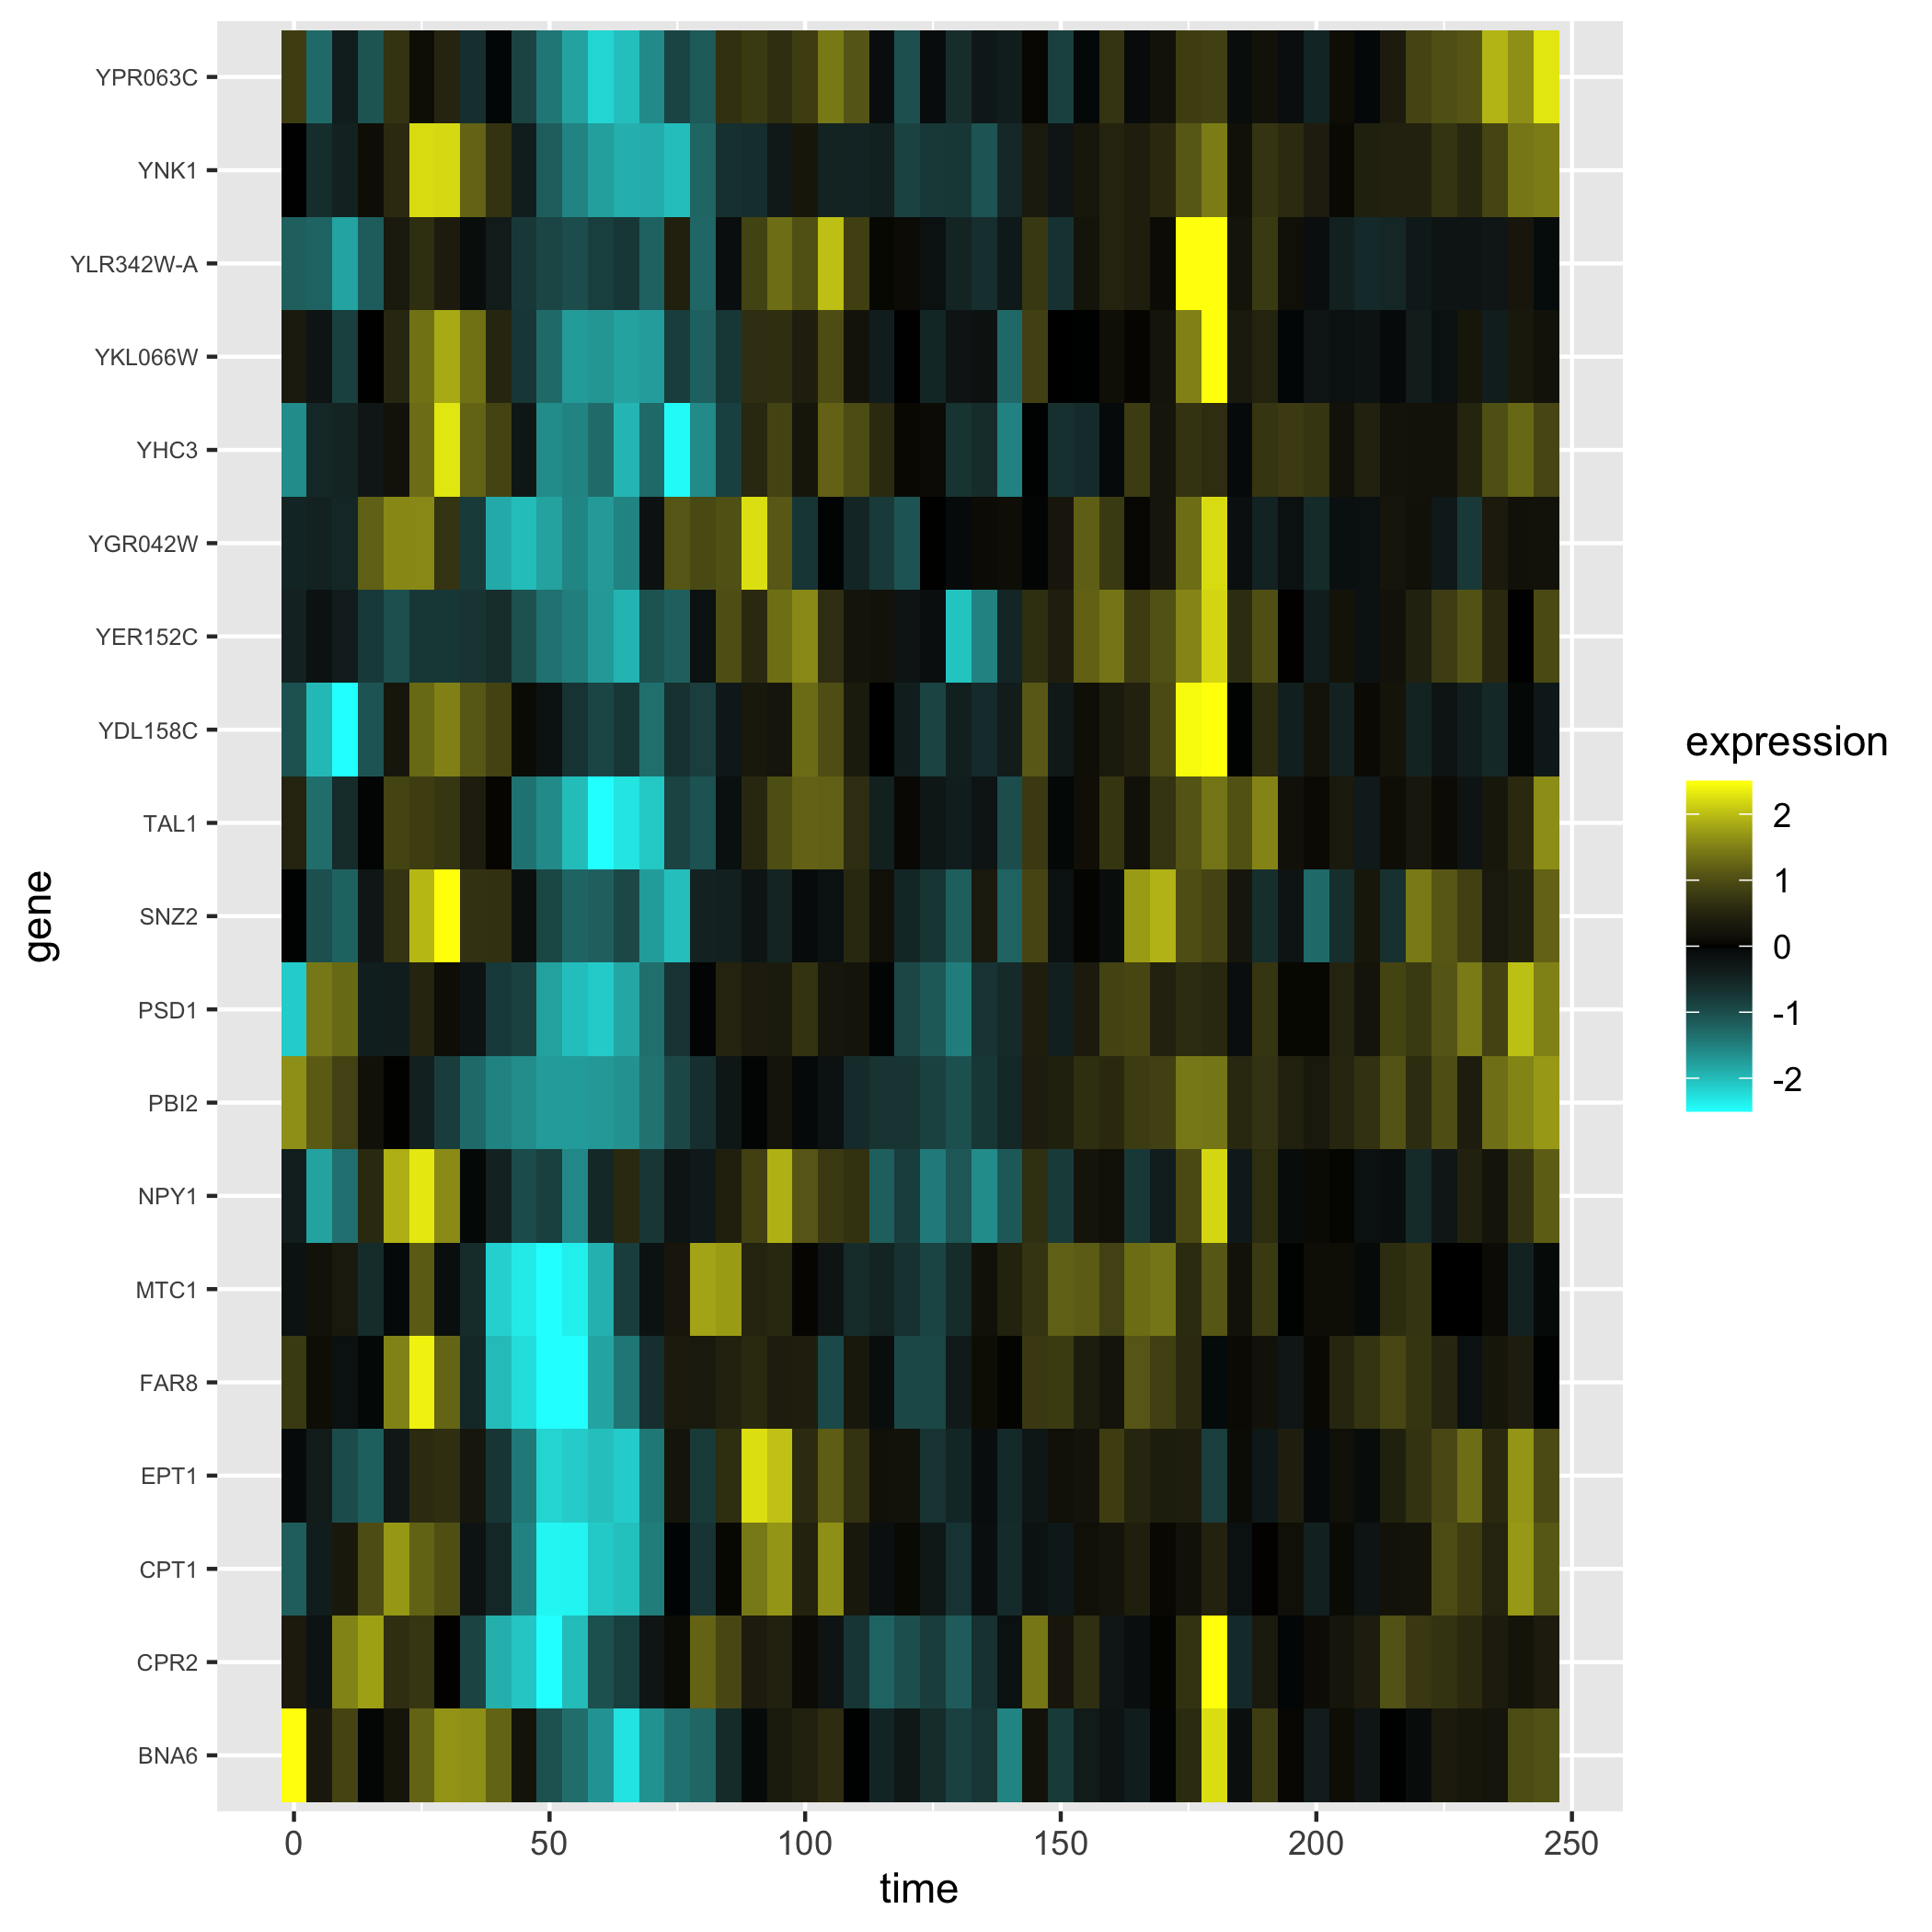 YPR063C
YNK1
YLR342W-A
YKL066W
YHC3
YGR042W
YER152C
YDL158C
TAL1
SNZ2
PSD1
PBI2
NPY1
MTC1
FAR8
EPT1
CPT1
CPR2
BNA6
gene
0 50 100 150 200 250
time
expression
2
1
0
-1
-2